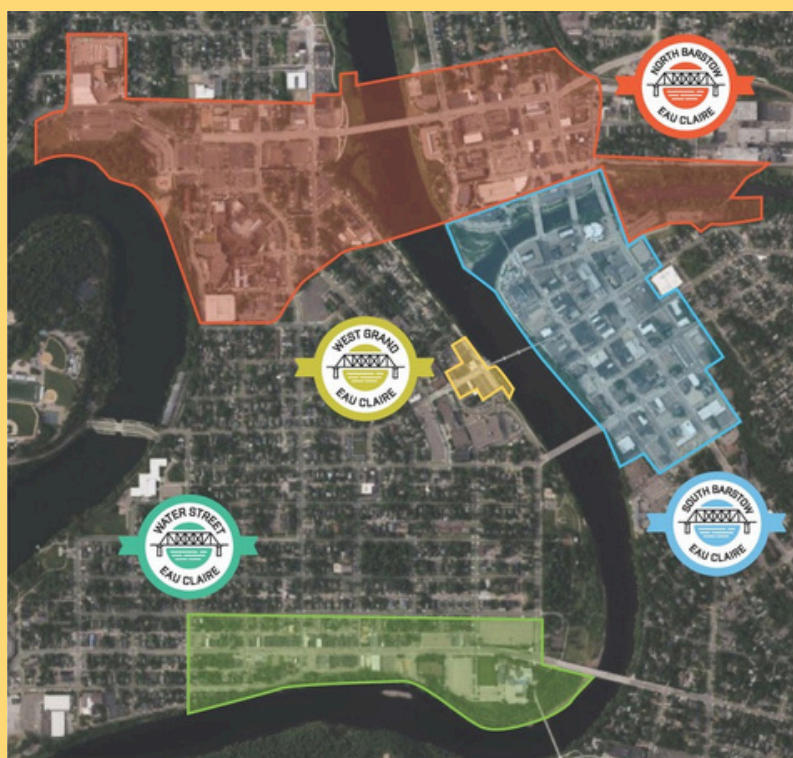 NORTH BARSTOW
EAU CLAIRE
WEST GRAND
EAU CLAIRE
WATER STREET
EAU CLAIRE
SOUTH BARSTOW
EAU CLAIRE